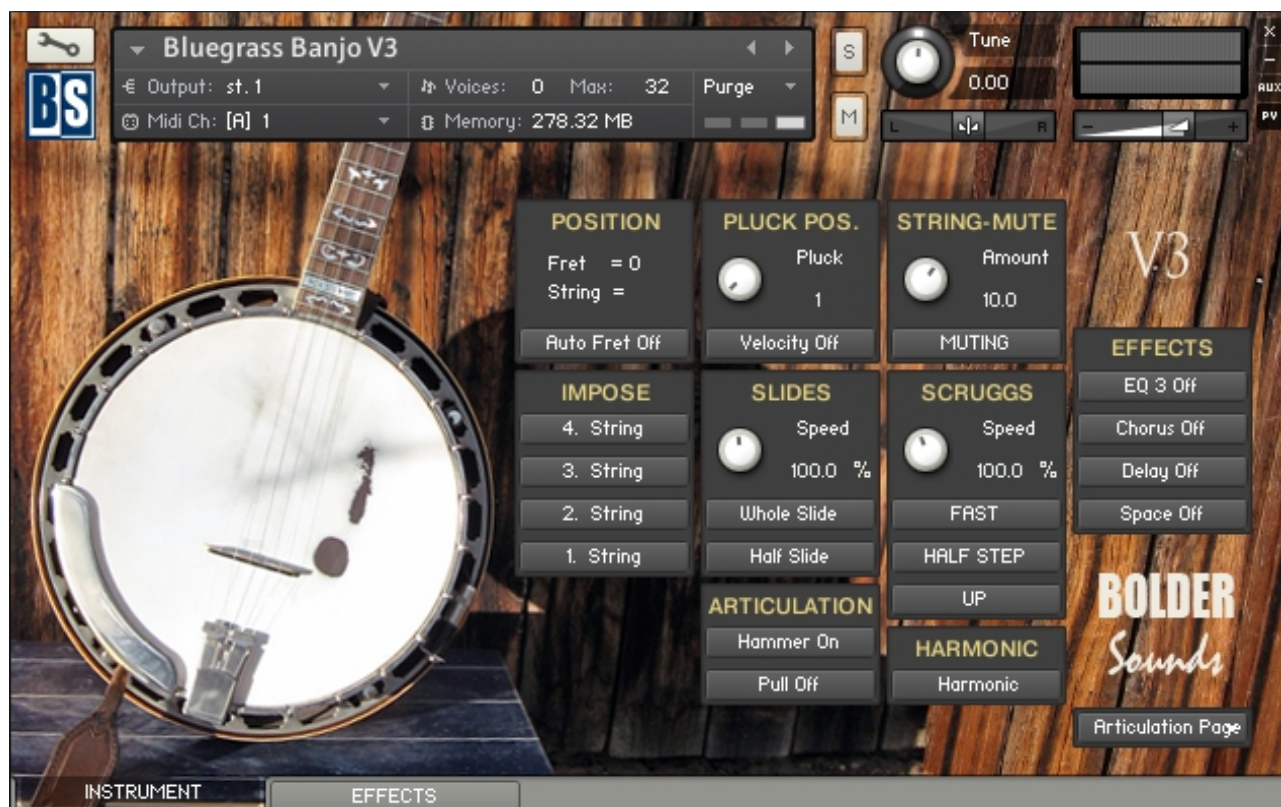 Bluegrass Banjo V3
S
Tune
0.00
X
−
AUX
PV
BS
Output: st.1
Voices: 0 Max: 32
Purge
Midi Ch: [A] 1
Memory: 278.32 MB
M
L R
− +
POSITION
Fret = 0
String =
Auto Fret Off
PLUCK POS.
Pluck
1
Velocity Off
STRING-MUTE
Amount
10.0
MUTING
V3
IMPOSE
4. String
3. String
2. String
1. String
SLIDES
Speed
100.0 %
Whole Slide
Half Slide
SCRUGGS
Speed
100.0 %
FAST
HALF STEP
UP
EFFECTS
EQ 3 Off
Chorus Off
Delay Off
Space Off
ARTICULATION
Hammer On
Pull Off
HARMONIC
Harmonic
BOLDER
Sounds
Articulation Page
INSTRUMENT
EFFECTS